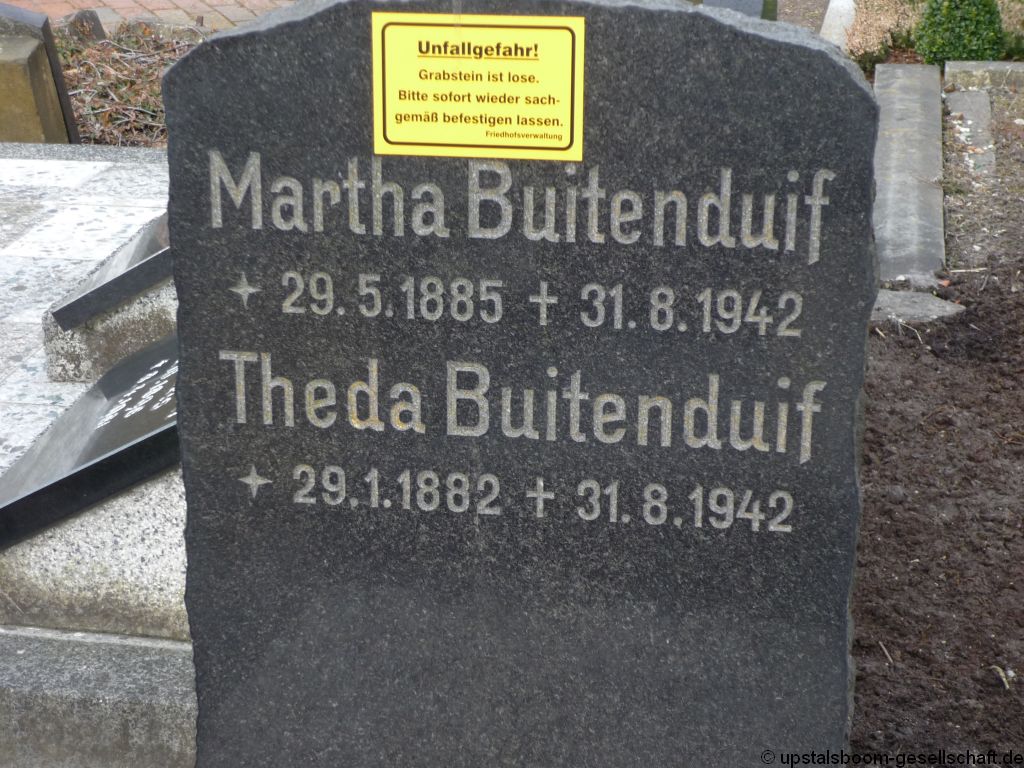 Unfallgefahr!
Grabstein ist lose.
Bitte sofort wieder sach-
gemäß befestigen lassen.
Friedhofsverwaltung
Martha Buitenduif
29.5.1885 † 31.8.1942
Theda Buitenduif
29.1.1882 † 31.8.1942
© upstalsboom-gesellschaft.de